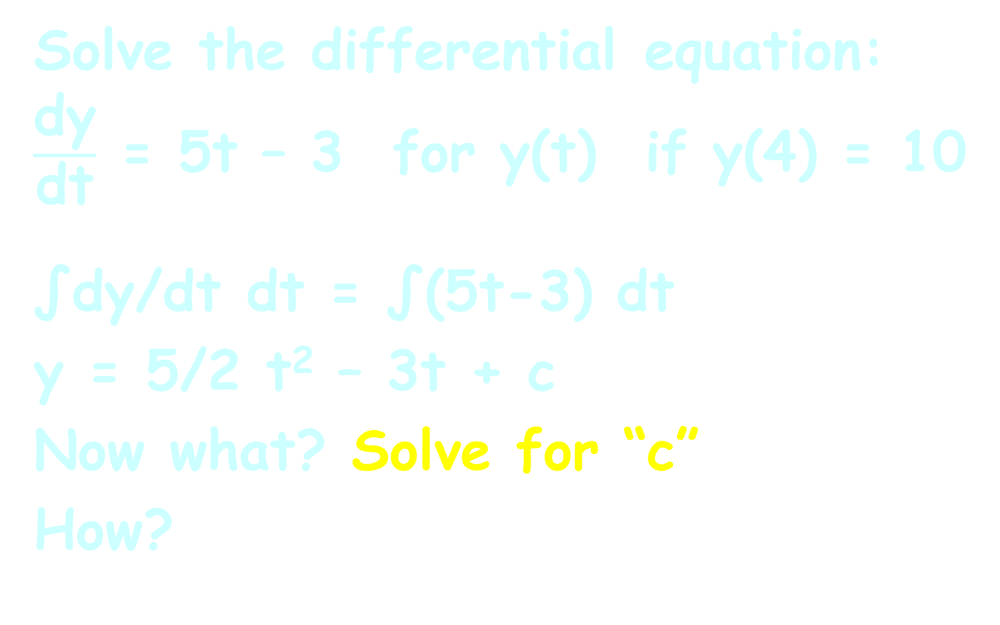 Solve the differential equation:
dy
dt = 5t – 3 for y(t) if y(4) = 10
∫dy/dt dt = ∫(5t-3) dt
y = 5/2 t² – 3t + c
Now what? Solve for “c”
How?